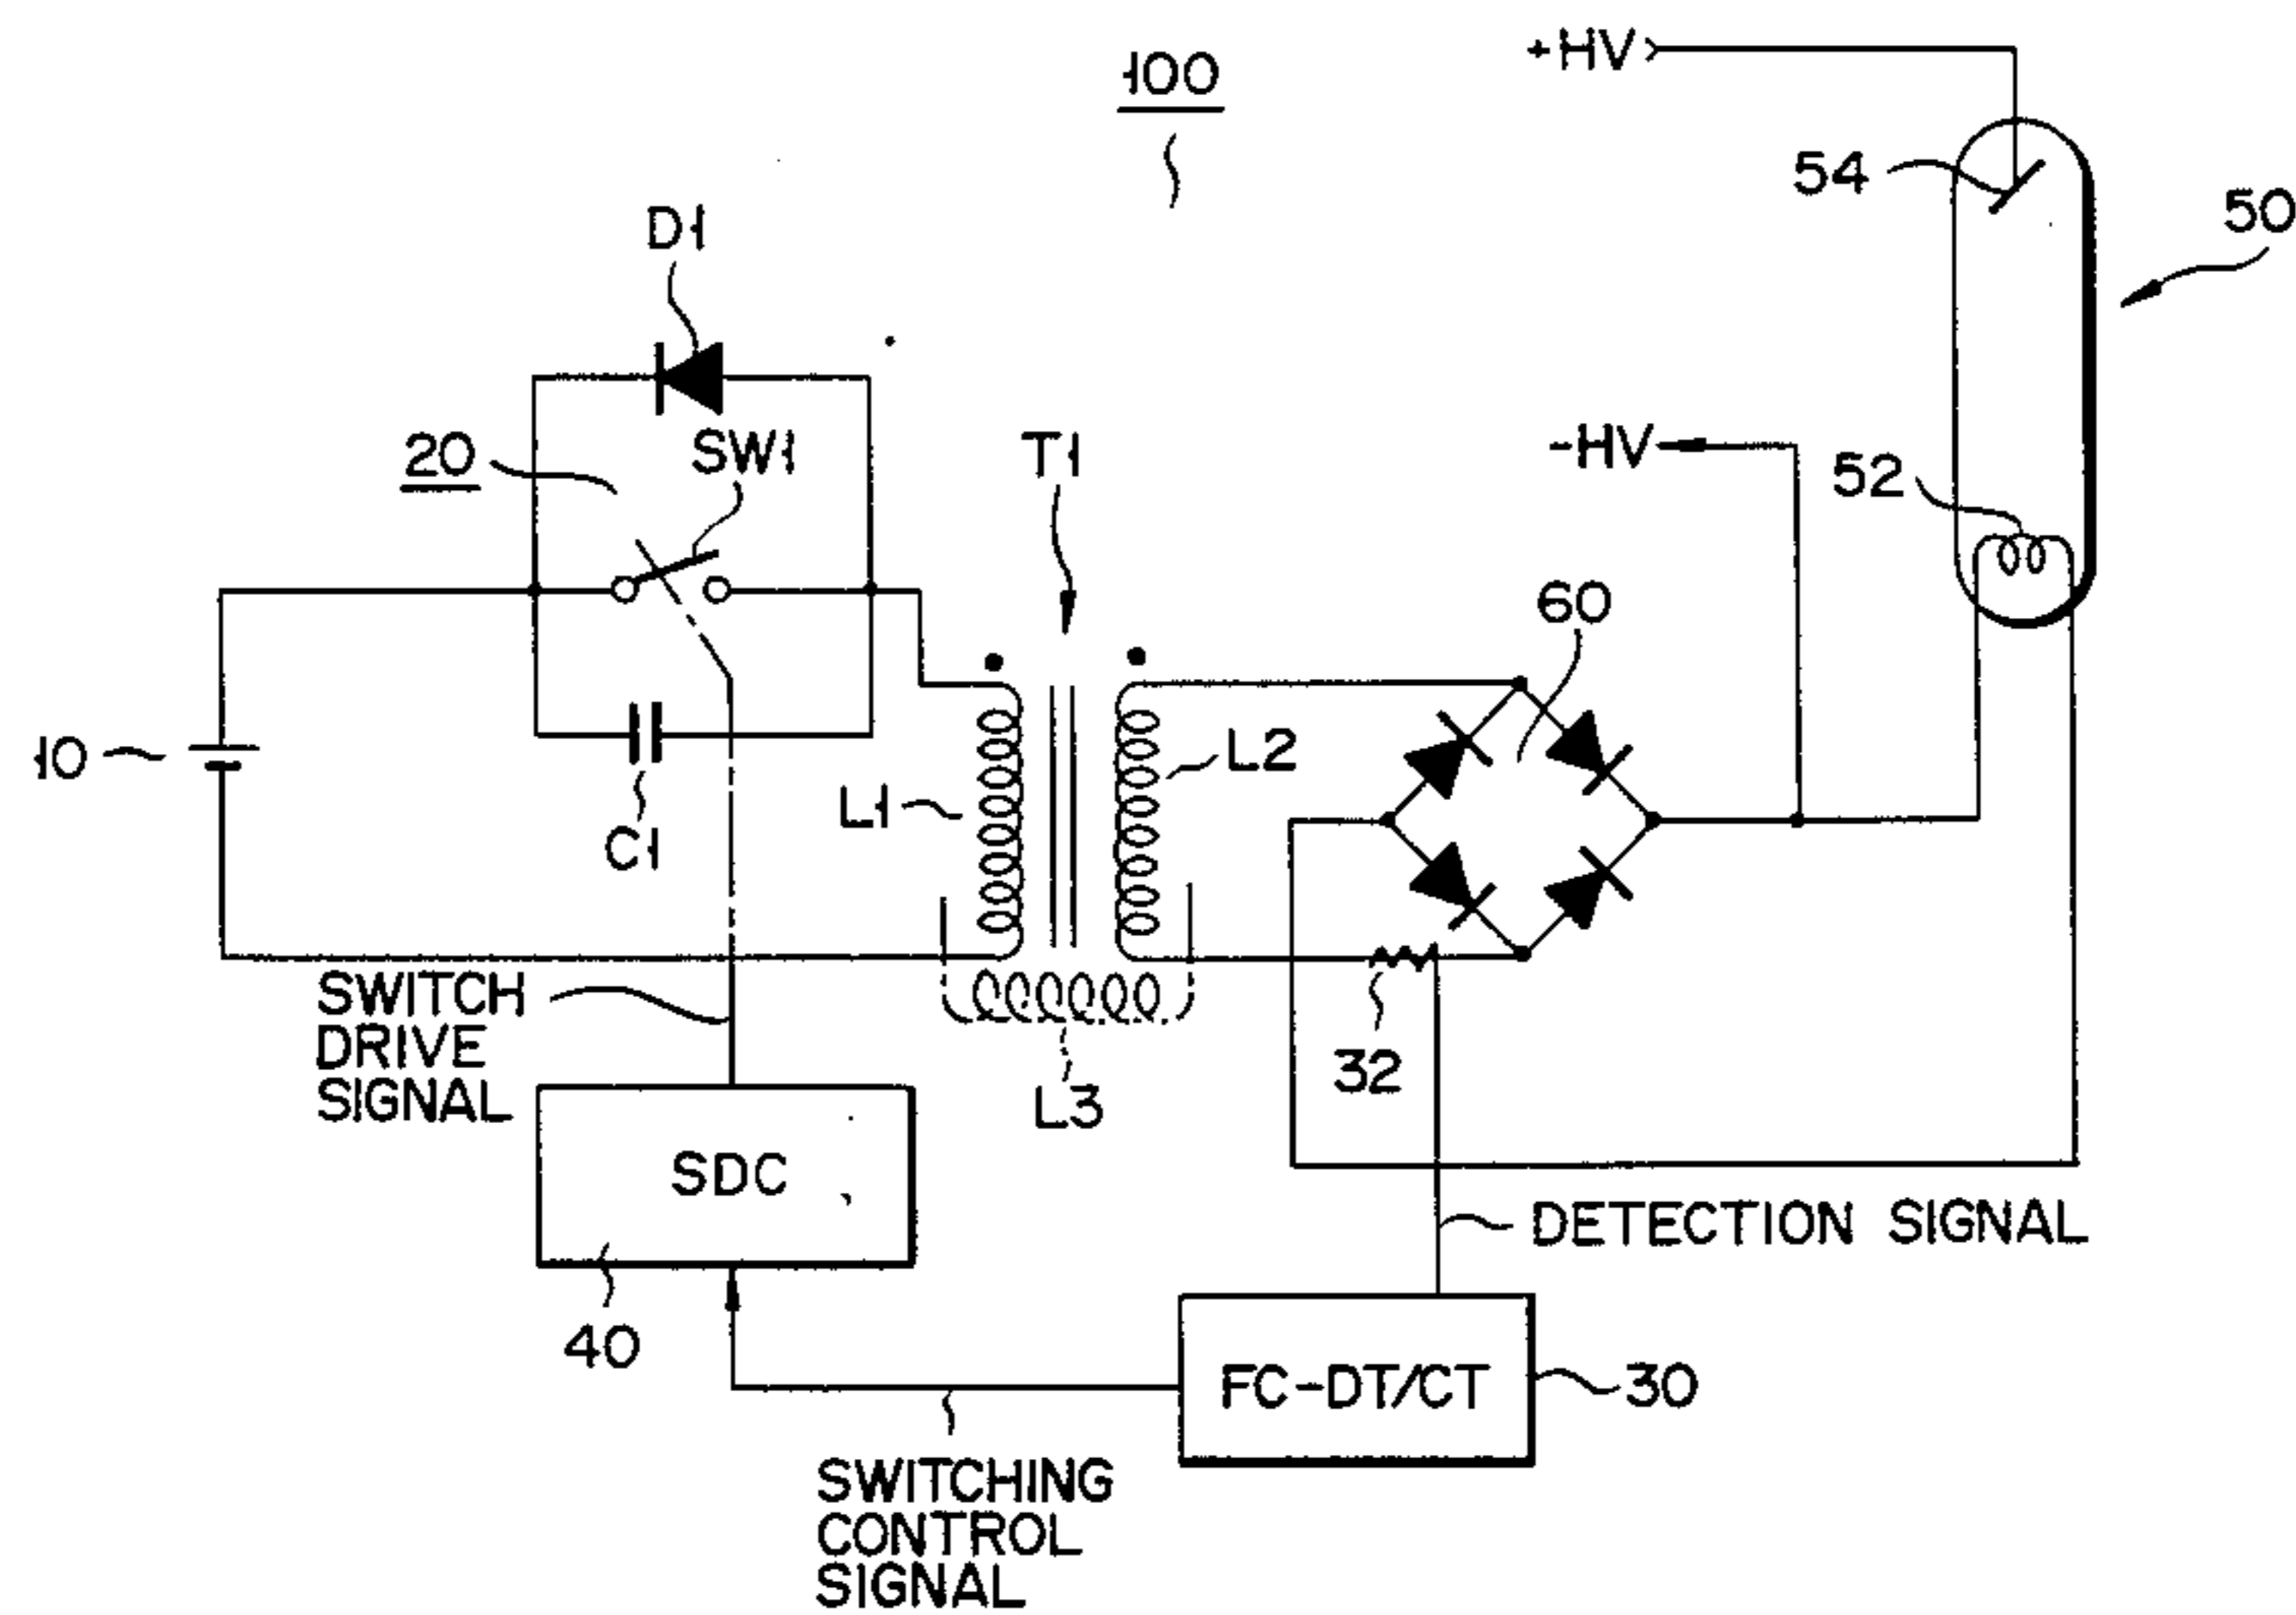 100
+HV
54
50
D1
20
SW1
T1
-HV
52
60
10
L1
L2
C1
SWITCH
DRIVE
SIGNAL
L3
32
SDC
DETECTION SIGNAL
40
FC-DT/CT
30
SWITCHING
CONTROL
SIGNAL